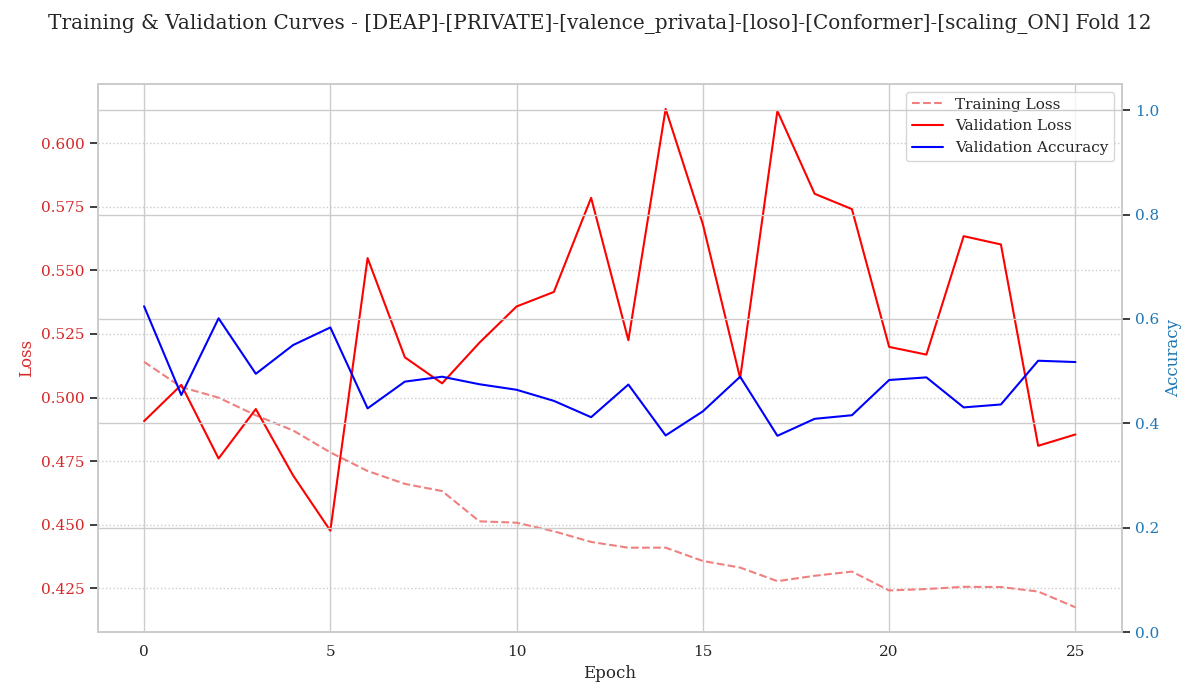 Training & Validation Curves - [DEAP]-[PRIVATE]-[valence_privata]-[loso]-[Conformer]-[scaling_ON] Fold 12
Training Loss
Validation Loss
Validation Accuracy
Loss
0.600
0.575
0.550
0.525
0.500
0.475
0.450
0.425
1.0
0.8
0.6
0.4
0.2
0.0
Accuracy
0
5
10
15
20
25
Epoch